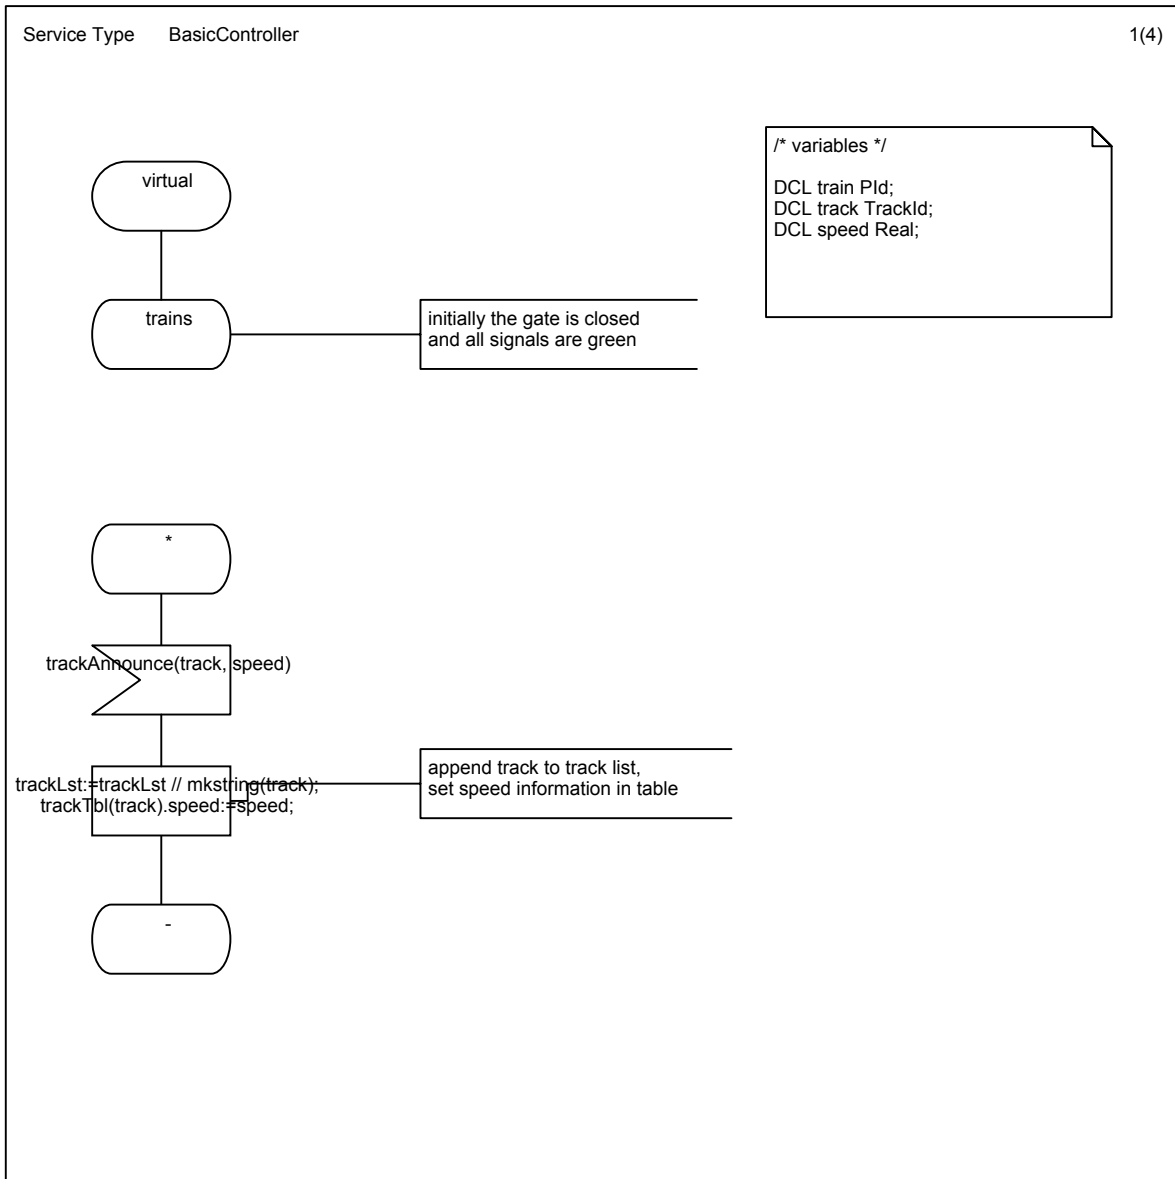 Service Type BasicController 1(4)
virtual
/* variables */
DCL train PId;
DCL track TrackId;
DCL speed Real;
trains
initially the gate is closed
and all signals are green
*
trackAnnounce(track, speed)
trackLst:=trackLst // mkstring(track);
trackTbl(track).speed:=speed;
append track to track list,
set speed information in table
-